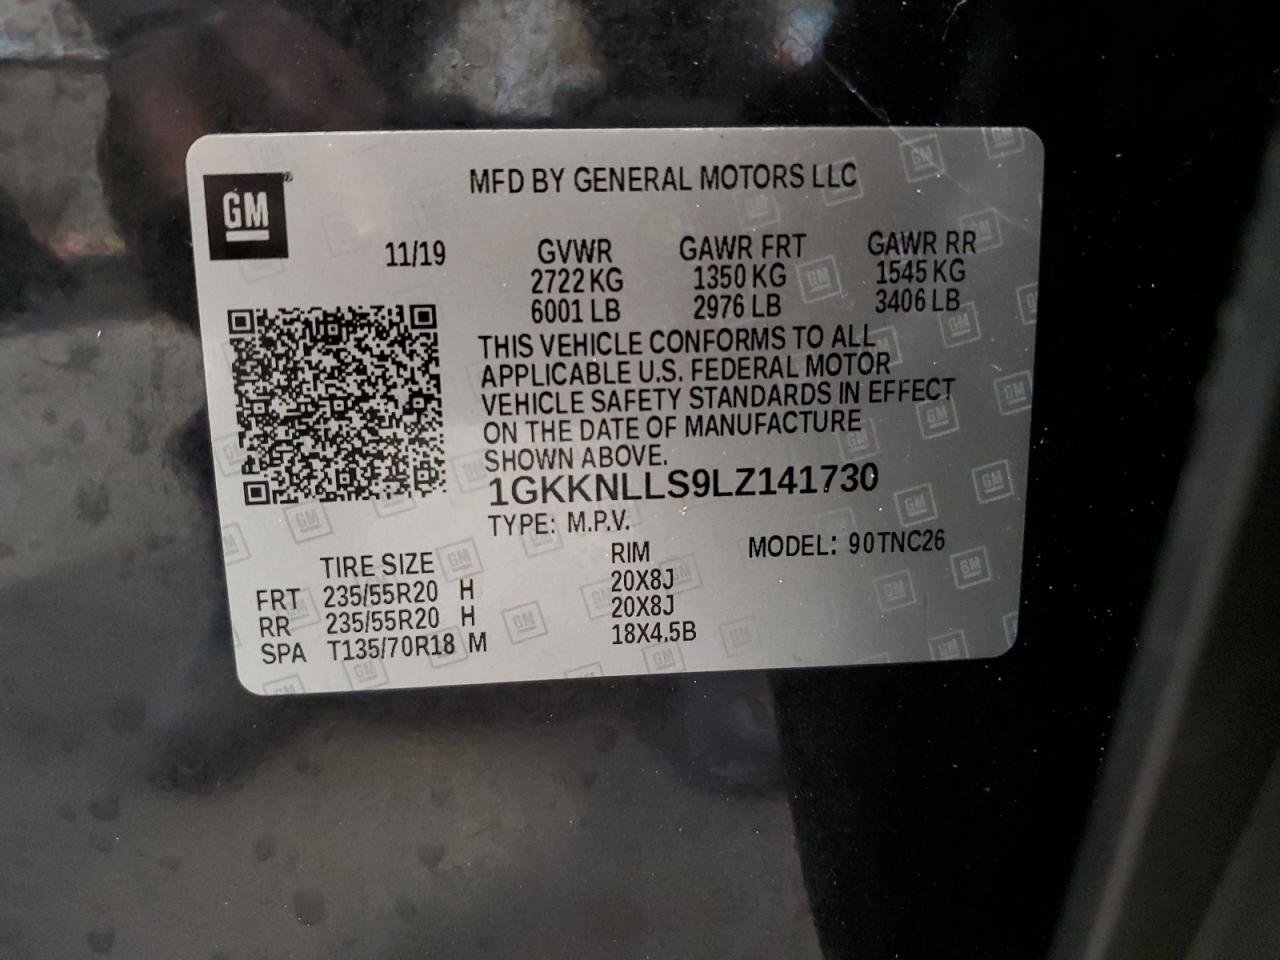 GM
MFD BY GENERAL MOTORS LLC
11/19 GVWR GAWR FRT GAWR RR
2722 KG 1350 KG 1545 KG
6001 LB 2976 LB 3406 LB
THIS VEHICLE CONFORMS TO ALL
APPLICABLE U.S. FEDERAL MOTOR
VEHICLE SAFETY STANDARDS IN EFFECT
ON THE DATE OF MANUFACTURE
SHOWN ABOVE.
1GKKNLLS9LZ141730
TYPE: M.P.V. MODEL: 90TNC26
TIRE SIZE RIM
FRT 235/55R20 H 20X8J
RR 235/55R20 H 20X8J
SPA T135/70R18 M 18X4.5B